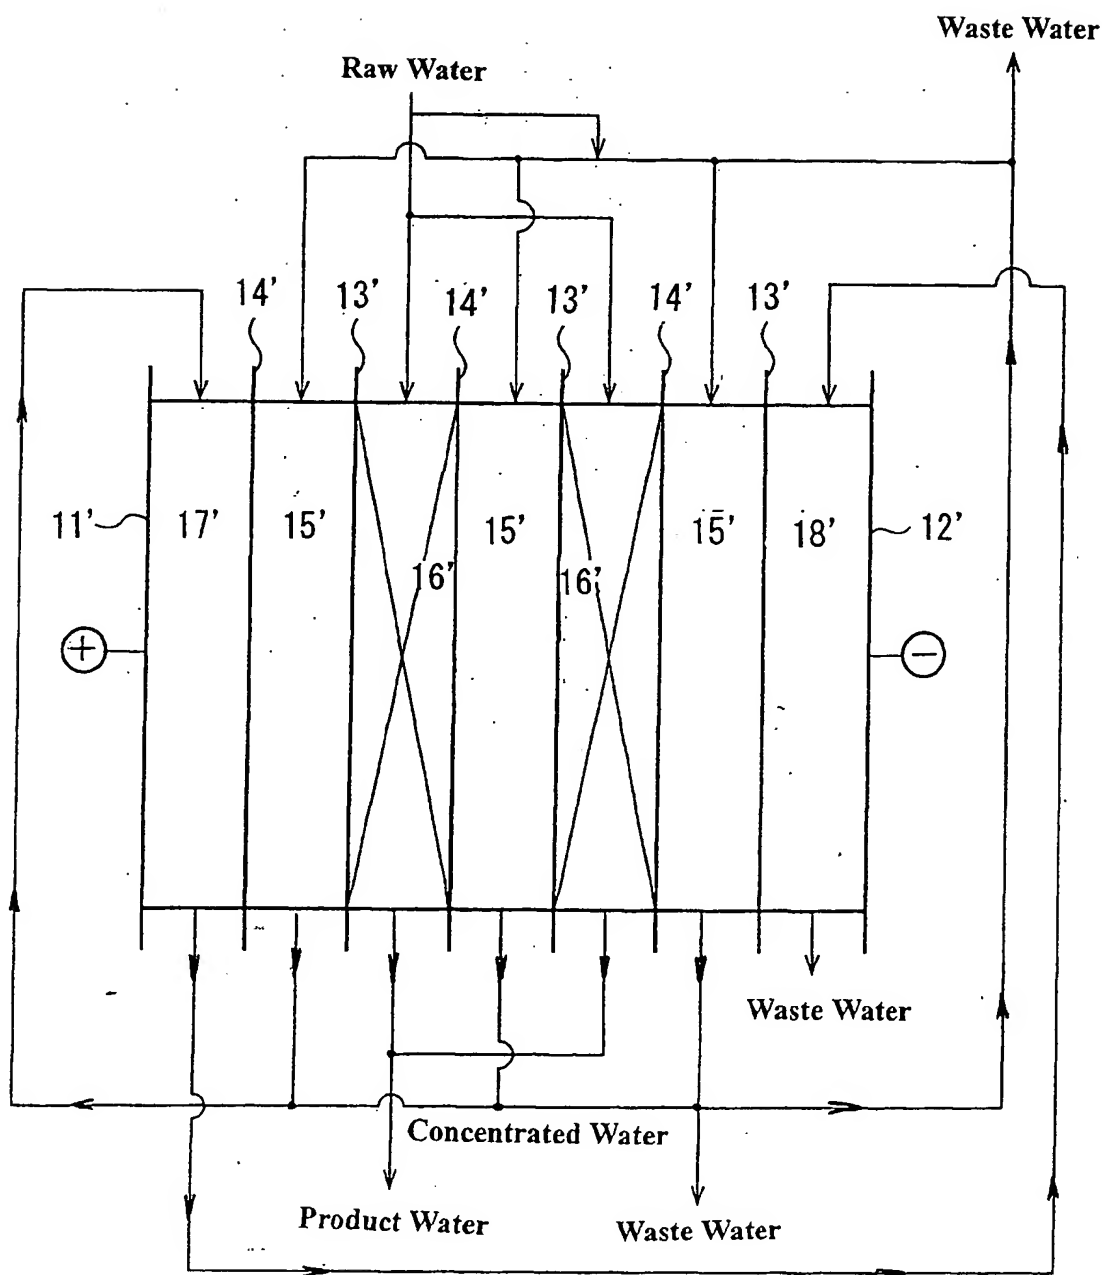 Waste Water
Raw Water
14' 13' 14' 13' 14' 13'
11' 17' 15' 15' 15' 18' 12'
16' 16'
+ −
Waste Water
Concentrated Water
Product Water
Waste Water